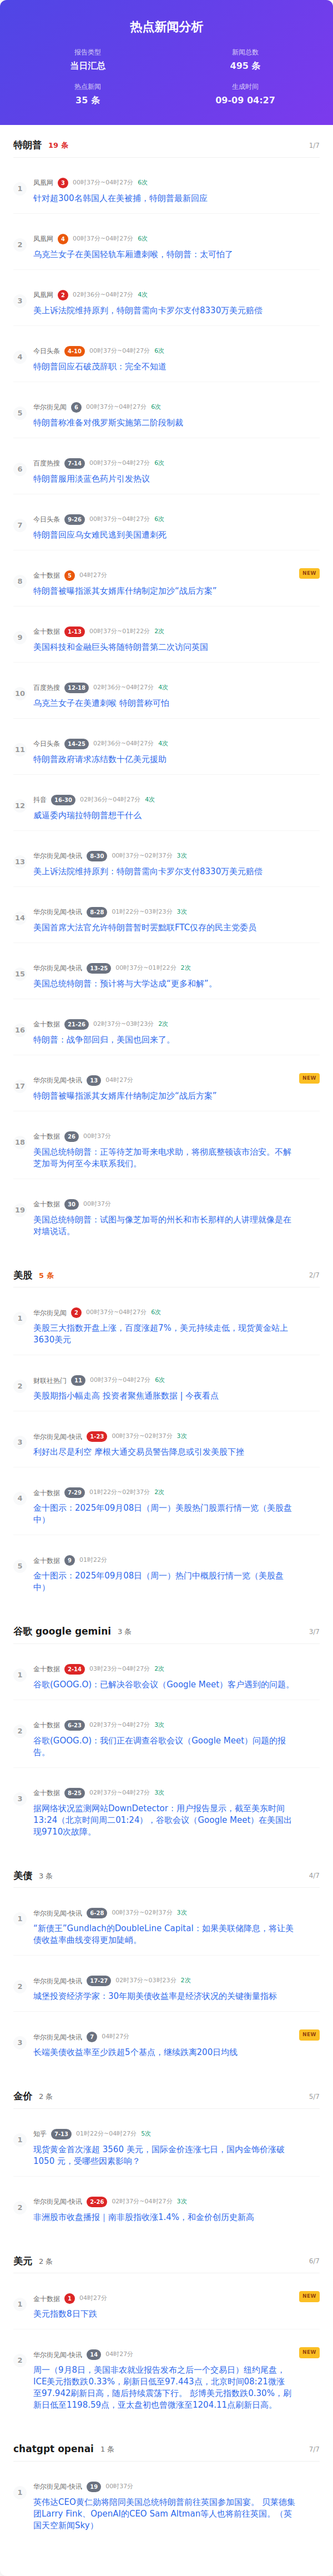 热点新闻分析
报告类型
当日汇总
新闻总数
495 条
热点新闻
35 条
生成时间
09-09 04:27
特朗普 19 条 1/7
1
凤凰网 3 00时37分~04时27分 6次
针对超300名韩国人在美被捕，特朗普最新回应
2
凤凰网 4 00时37分~04时27分 6次
乌克兰女子在美国轻轨车厢遭刺喉，特朗普：太可怕了
3
凤凰网 2 02时36分~04时27分 4次
美上诉法院维持原判，特朗普需向卡罗尔支付8330万美元赔偿
4
今日头条 4-10 00时37分~04时27分 6次
特朗普回应石破茂辞职：完全不知道
5
华尔街见闻 6 00时37分~04时27分 6次
特朗普称准备对俄罗斯实施第二阶段制裁
6
百度热搜 7-14 00时37分~04时27分 6次
特朗普服用淡蓝色药片引发热议
7
今日头条 9-26 00时37分~04时27分 6次
特朗普回应乌女难民逃到美国遭刺死
8
金十数据 5 04时27分
NEW
特朗普被曝指派其女婿库什纳制定加沙“战后方案”
9
金十数据 1-13 00时37分~01时22分 2次
美国科技和金融巨头将随特朗普第二次访问英国
10
百度热搜 12-18 02时36分~04时27分 4次
乌克兰女子在美遭刺喉 特朗普称可怕
11
今日头条 14-25 02时36分~04时27分 4次
特朗普政府请求冻结数十亿美元援助
12
抖音 16-30 02时36分~04时27分 4次
威逼委内瑞拉特朗普想干什么
13
华尔街见闻-快讯 8-30 00时37分~02时37分 3次
美上诉法院维持原判：特朗普需向卡罗尔支付8330万美元赔偿
14
华尔街见闻-快讯 8-28 01时22分~03时23分 3次
美国首席大法官允许特朗普暂时罢黜联FTC仅存的民主党委员
15
华尔街见闻-快讯 13-25 00时37分~01时22分 2次
美国总统特朗普：预计将与大学达成“更多和解”。
16
金十数据 21-26 02时37分~03时23分 2次
特朗普：战争部回归，美国也回来了。
17
华尔街见闻-快讯 13 04时27分
NEW
特朗普被曝指派其女婿库什纳制定加沙“战后方案”
18
金十数据 26 00时37分
美国总统特朗普：正等待芝加哥来电求助，将彻底整顿该市治安。不解
芝加哥为何至今未联系我们。
19
金十数据 30 00时37分
美国总统特朗普：试图与像芝加哥的州长和市长那样的人讲理就像是在
对墙说话。
美股 5 条 2/7
1
华尔街见闻 2 00时37分~04时27分 6次
美股三大指数开盘上涨，百度涨超7%，美元持续走低，现货黄金站上
3630美元
2
财联社热门 11 00时37分~04时27分 6次
美股期指小幅走高 投资者聚焦通胀数据 | 今夜看点
3
华尔街见闻-快讯 1-23 00时37分~02时37分 3次
利好出尽是利空 摩根大通交易员警告降息或引发美股下挫
4
金十数据 7-29 01时22分~02时37分 2次
金十图示：2025年09月08日（周一）美股热门股票行情一览（美股盘
中）
5
金十数据 9 01时22分
金十图示：2025年09月08日（周一）热门中概股行情一览（美股盘
中）
谷歌 google gemini 3 条 3/7
1
金十数据 2-14 03时23分~04时27分 2次
谷歌(GOOG.O)：已解决谷歌会议（Google Meet）客户遇到的问题。
2
金十数据 6-23 02时37分~04时27分 3次
谷歌(GOOG.O)：我们正在调查谷歌会议（Google Meet）问题的报
告。
3
金十数据 8-25 02时37分~04时27分 3次
据网络状况监测网站DownDetector：用户报告显示，截至美东时间
13:24（北京时间周二01:24），谷歌会议（Google Meet）在美国出
现9710次故障。
美债 3 条 4/7
1
华尔街见闻-快讯 6-28 00时37分~02时37分 3次
“新债王”Gundlach的DoubleLine Capital：如果美联储降息，将让美
债收益率曲线变得更加陡峭。
2
华尔街见闻-快讯 17-27 02时37分~03时23分 2次
城堡投资经济学家：30年期美债收益率是经济状况的关键衡量指标
3
华尔街见闻-快讯 7 04时27分
NEW
长端美债收益率至少跌超5个基点，继续跌离200日均线
金价 2 条 5/7
1
知乎 7-13 01时22分~04时27分 5次
现货黄金首次涨超 3560 美元，国际金价连涨七日，国内金饰价涨破
1050 元，受哪些因素影响？
2
华尔街见闻-快讯 2-26 02时37分~04时27分 3次
非洲股市收盘播报｜南非股指收涨1.4%，和金价创历史新高
美元 2 条 6/7
1
金十数据 1 04时27分
NEW
美元指数8日下跌
2
华尔街见闻-快讯 14 04时27分
NEW
周一（9月8日，美国非农就业报告发布之后一个交易日）纽约尾盘，
ICE美元指数跌0.33%，刷新日低至97.443点，北京时间08:21微涨
至97.942刷新日高，随后持续震荡下行。 彭博美元指数跌0.30%，刷
新日低至1198.59点，亚太盘初也曾微涨至1204.11点刷新日高。
chatgpt openai 1 条 7/7
1
华尔街见闻-快讯 19 00时37分
英伟达CEO黄仁勋将陪同美国总统特朗普前往英国参加国宴。 贝莱德集
团Larry Fink、OpenAI的CEO Sam Altman等人也将前往英国。（英
国天空新闻Sky）